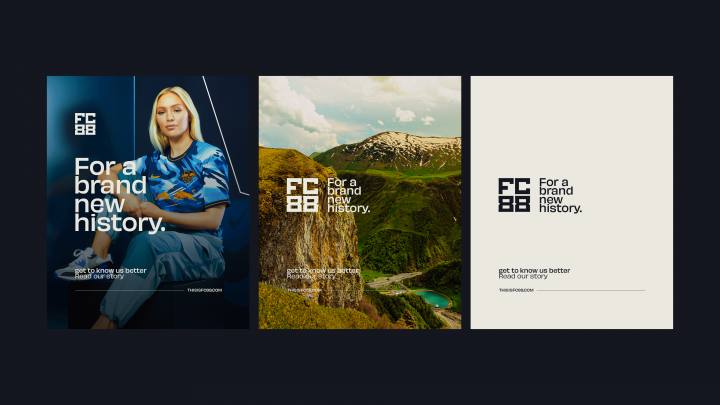 FC
88
For a
brand
new
history.
get to know us better
Read our story
THISISFC88.COM
FC
88
For a
brand
new
history.
get to know us better
Read our story
THISISFC88.COM
FC
88
For a
brand
new
history.
get to know us better
Read our story
THISISFC88.COM